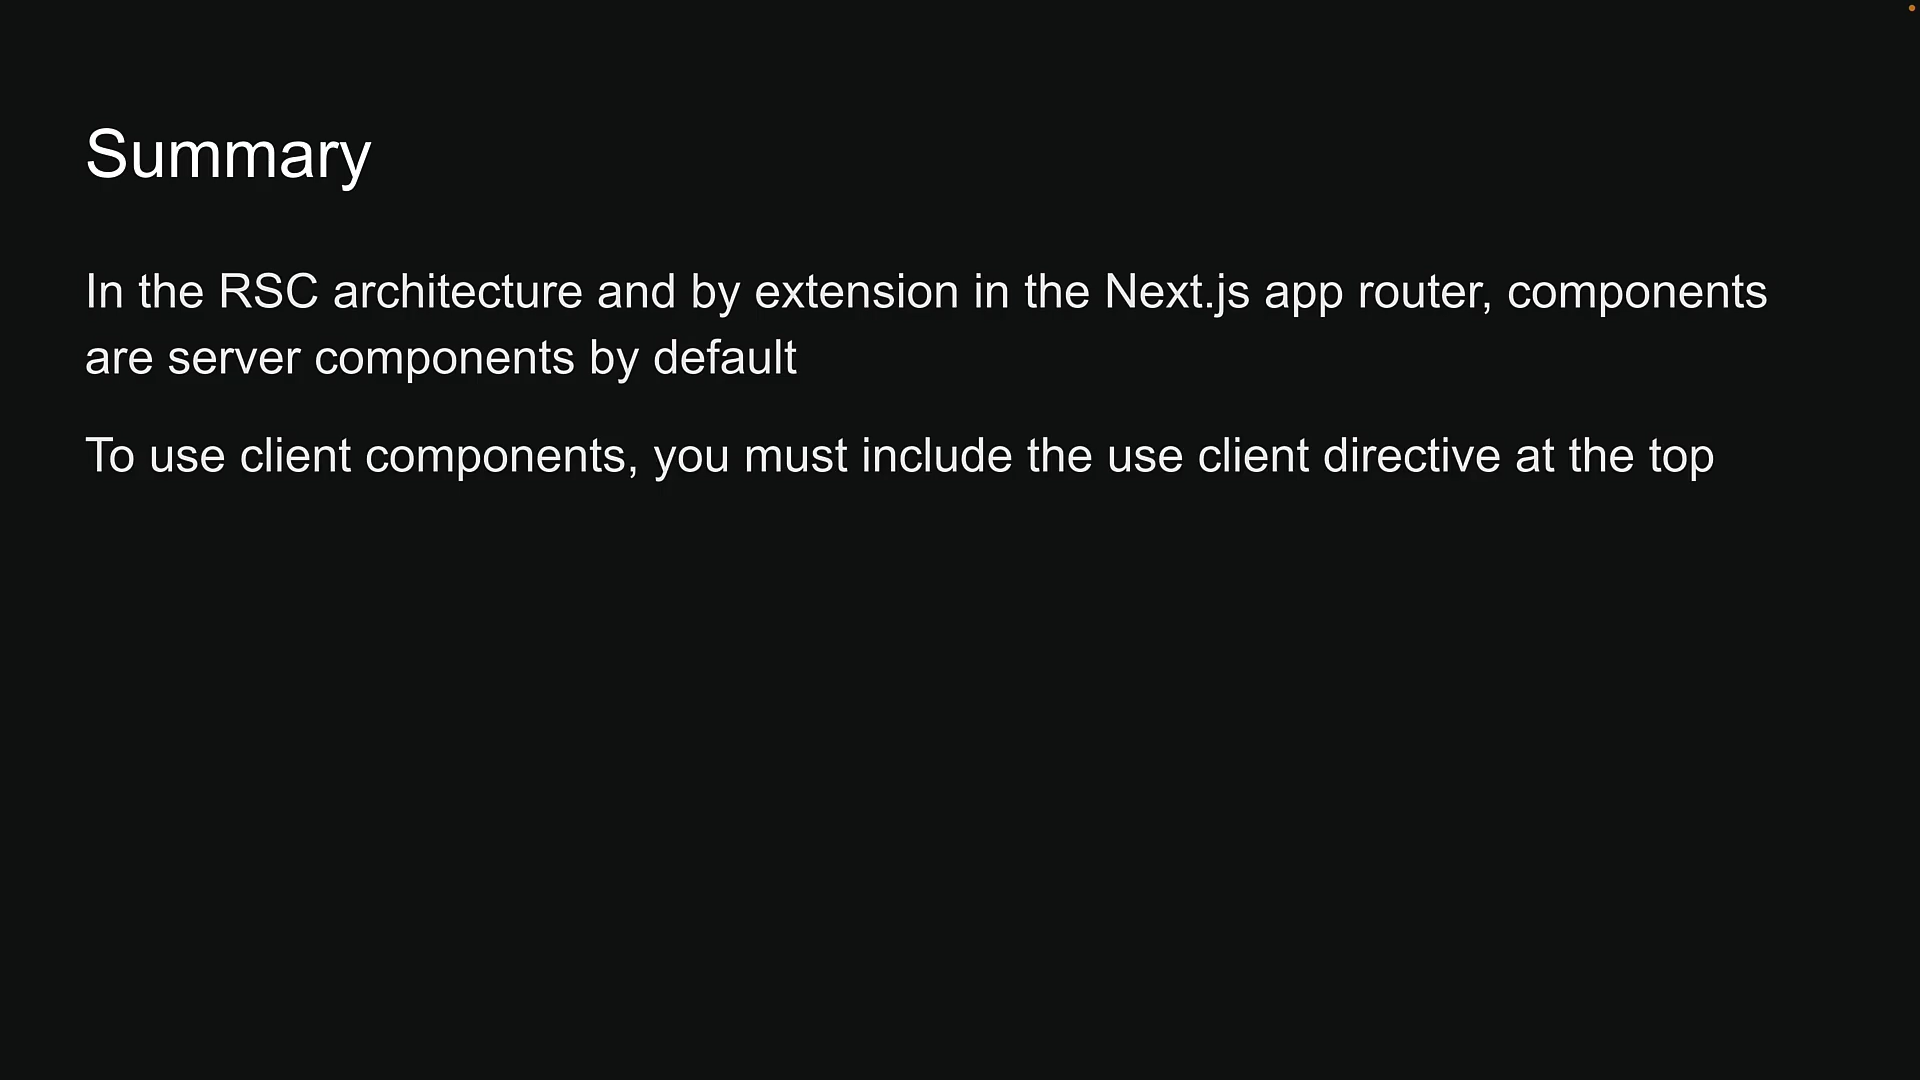 Summary
In the RSC architecture and by extension in the Next.js app router, components
are server components by default
To use client components, you must include the use client directive at the top